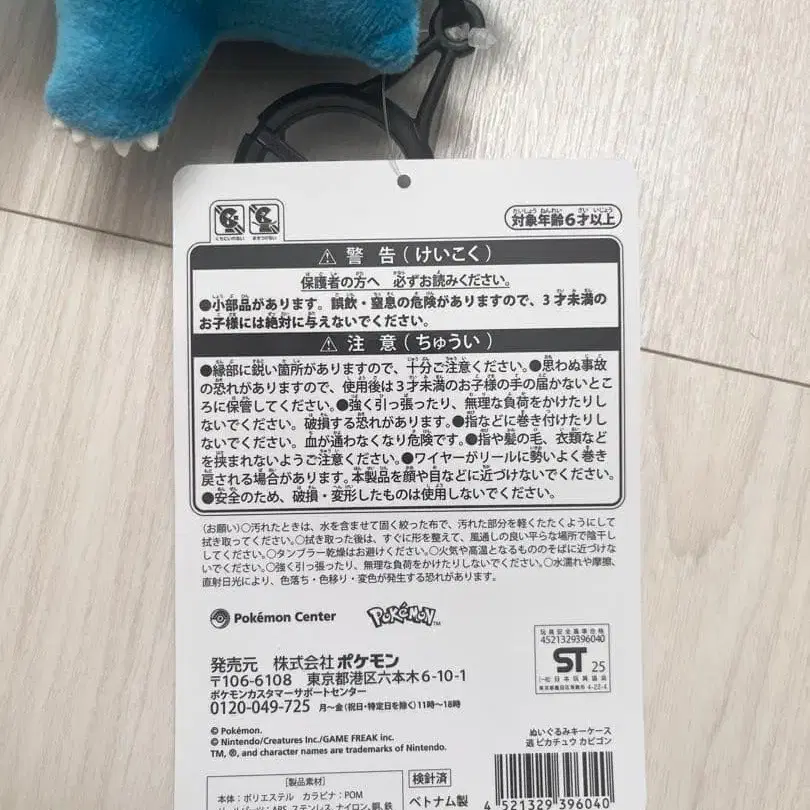 くちにいれない まきつけない
対象年齢6才以上
⚠ 警 告 (けいこく)
保護者の方へ 必ずお読みください。
●小部品があります。誤飲・窒息の危険がありますので、3才未満の
お子様には絶対に与えないでください。
⚠ 注 意 (ちゅうい)
●縁部に鋭い箇所がありますので、十分ご注意ください。●思わぬ事故
の恐れがありますので、使用後は3才未満のお子様の手の届かないとこ
ろに保管してください。●強く引っ張ったり、無理な負荷をかけたりし
ないでください。破損する恐れがあります。●指などに巻き付けたりし
ないでください。血が通わなくなり危険です。●指や髪の毛、衣類など
を挟まれないようご注意ください。●ワイヤーがリールに勢いよく巻き
戻される場合があります。本製品を顔や目などに近づけないでください。
●安全のため、破損・変形したものは使用しないでください。
(お願い)○汚れたときは、水を含ませて固く絞った布で、汚れた部分を軽くたたくようにして
拭き取ってください。○拭き取った後は、すぐに形を整えて、風通しの良い平らな場所で陰干
ししてください。○タンブラー乾燥はお避けください。○火気や高温となるもののそばに近づけな
いでください。○強く引っ張ったり、無理な負荷をかけたりしないでください。○水濡れや摩擦、
直射日光により、色落ち・色移り・変色が発生する恐れがあります。
Pokémon Center POKéMON™
発売元 株式会社ポケモン
〒106-6108 東京都港区六本木6-10-1
ポケモンカスタマーサポートセンター
0120-049-725 月〜金(祝日・特定日を除く)11時〜18時
玩具安全基準合格
4521329396040
ST 25
(一社)日本玩具協会
東京都墨田区東駒形4-22-4
© Pokémon.
© Nintendo/Creatures Inc./GAME FREAK inc.
TM, ®, and character names are trademarks of Nintendo.
ぬいぐるみキーケース
遥 ピカチュウ カビゴン
[製品素材]
本体:ポリエステル カラビナ:POM
ABS、ステンレス、ナイロン、銅、鉄
検針済
ベトナム製
4 521329 396040